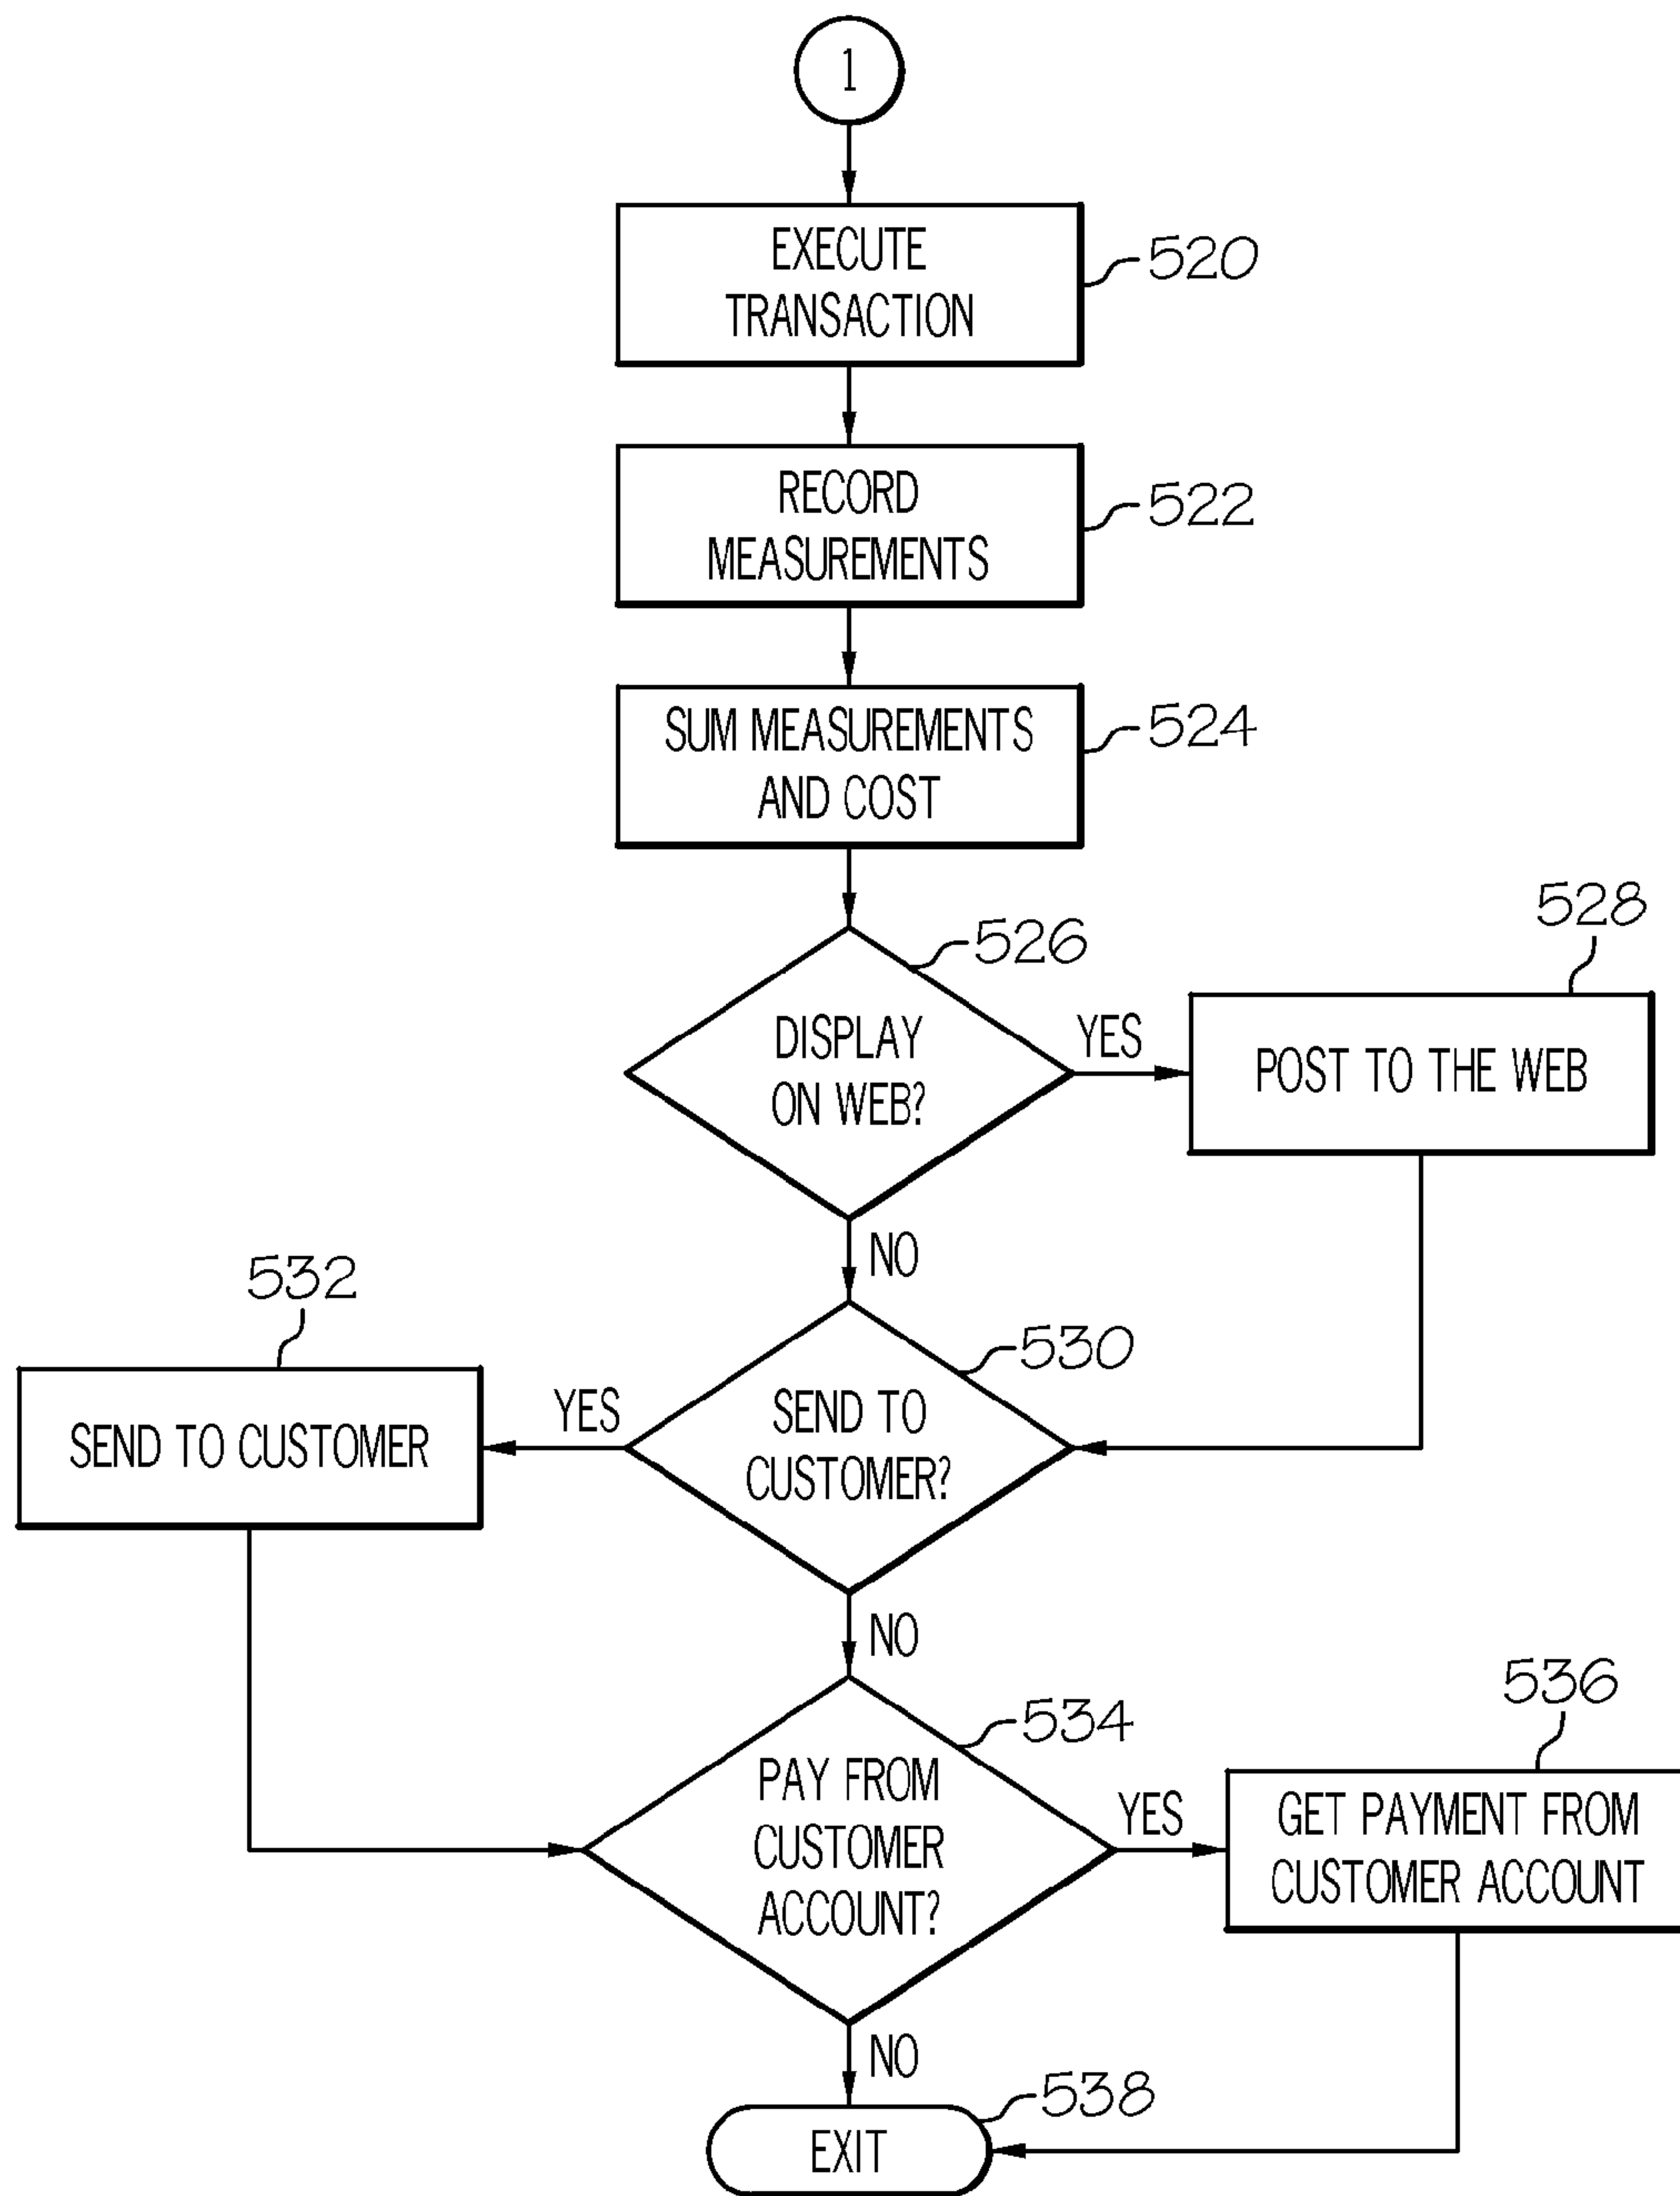 1
EXECUTE
TRANSACTION
520
RECORD
MEASUREMENTS
522
SUM MEASUREMENTS
AND COST
524
526
DISPLAY
ON WEB?
YES
528
POST TO THE WEB
NO
530
SEND TO
CUSTOMER?
YES
532
SEND TO CUSTOMER
NO
534
PAY FROM
CUSTOMER
ACCOUNT?
YES
536
GET PAYMENT FROM
CUSTOMER ACCOUNT
NO
538
EXIT